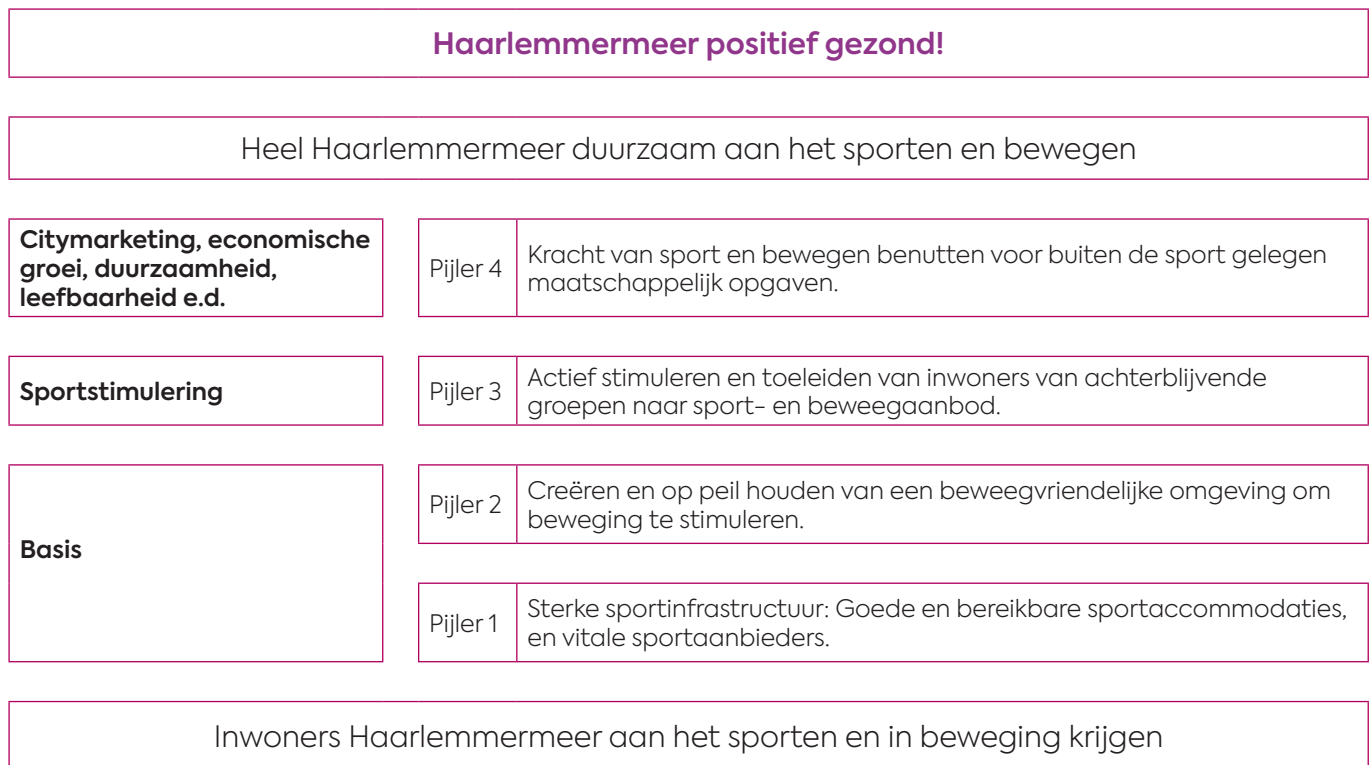 Haarlemmermeer positief gezond!
Heel Haarlemmermeer duurzaam aan het sporten en bewegen
Citymarketing, economische
groei, duurzaamheid,
leefbaarheid e.d.
Pijler 4
Kracht van sport en bewegen benutten voor buiten de sport gelegen
maatschappelijk opgaven.
Sportstimulering
Pijler 3
Actief stimuleren en toeleiden van inwoners van achterblijvende
groepen naar sport- en beweegaanbod.
Basis
Pijler 2
Creëren en op peil houden van een beweegvriendelijke omgeving om
beweging te stimuleren.
Pijler 1
Sterke sportinfrastructuur: Goede en bereikbare sportaccommodaties,
en vitale sportaanbieders.
Inwoners Haarlemmermeer aan het sporten en in beweging krijgen